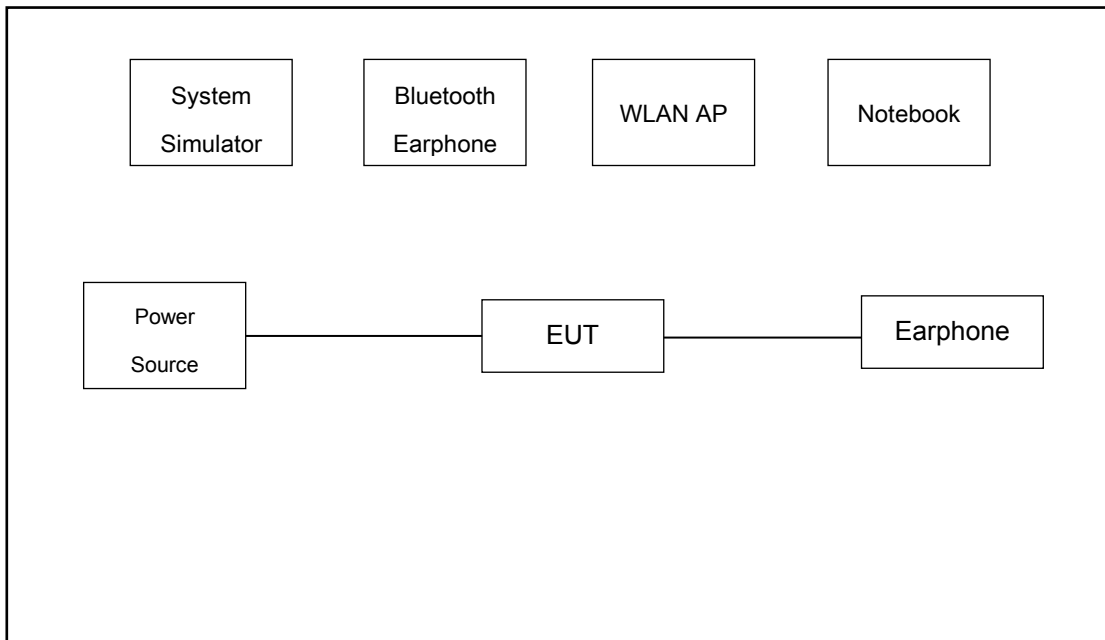 System
Simulator
Bluetooth
Earphone
WLAN AP
Notebook
Power
Source
EUT
Earphone